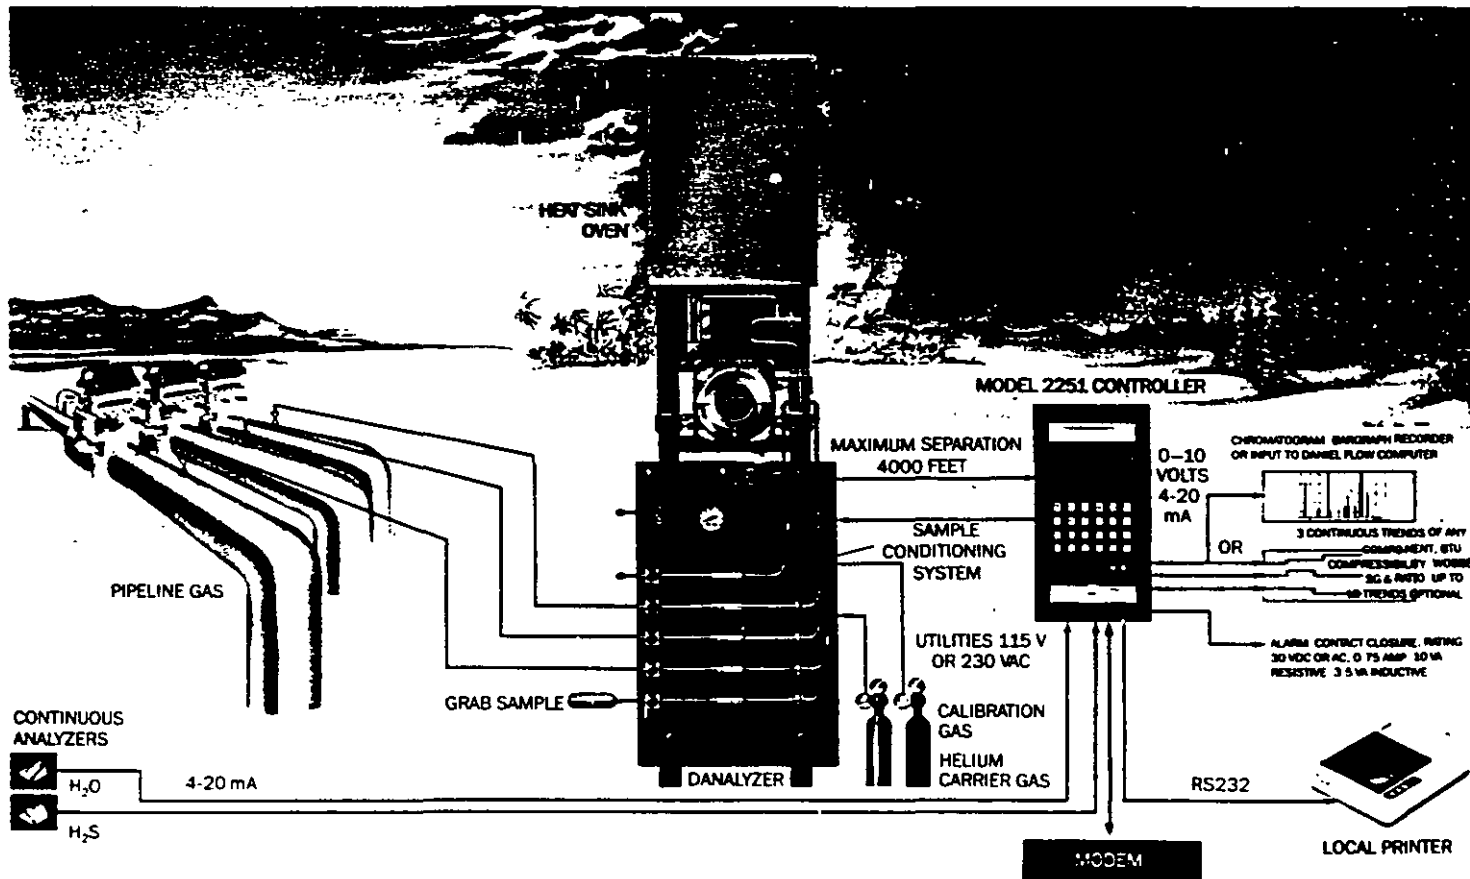 HEAT SINK
OVEN
MODEL 2251 CONTROLLER
MAXIMUM SEPARATION
4000 FEET
0–10
VOLTS
4-20
mA
CHROMATOGRAM BARGRAPH RECORDER
OR INPUT TO DANIEL FLOW COMPUTER
3 CONTINUOUS TRENDS OF ANY
COMPONENT, BTU
COMPRESSIBILITY WOBBE
SG & RATIO UP TO
TRENDS OPTIONAL
OR
SAMPLE
CONDITIONING
SYSTEM
PIPELINE GAS
UTILITIES 115 V
OR 230 VAC
ALARM CONTACT CLOSURE, RATING
30 VDC OR AC, 0 75 AMP 10 VA
RESISTIVE 3 5 VA INDUCTIVE
GRAB SAMPLE
CALIBRATION
GAS
HELIUM
CARRIER GAS
DANALYZER
CONTINUOUS
ANALYZERS
H₂O
4-20 mA
H₂S
RS232
LOCAL PRINTER
MODEM